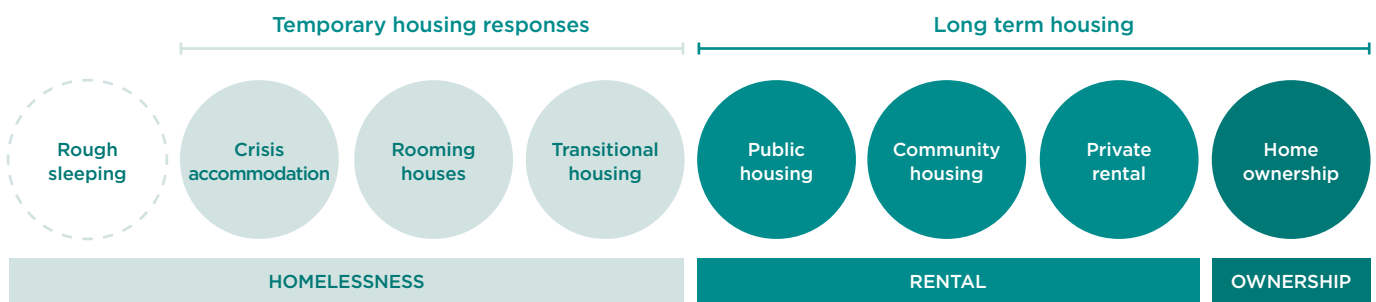 Temporary housing responses
Long term housing
Rough
sleeping
Crisis
accommodation
Rooming
houses
Transitional
housing
Public
housing
Community
housing
Private
rental
Home
ownership
HOMELESSNESS
RENTAL
OWNERSHIP